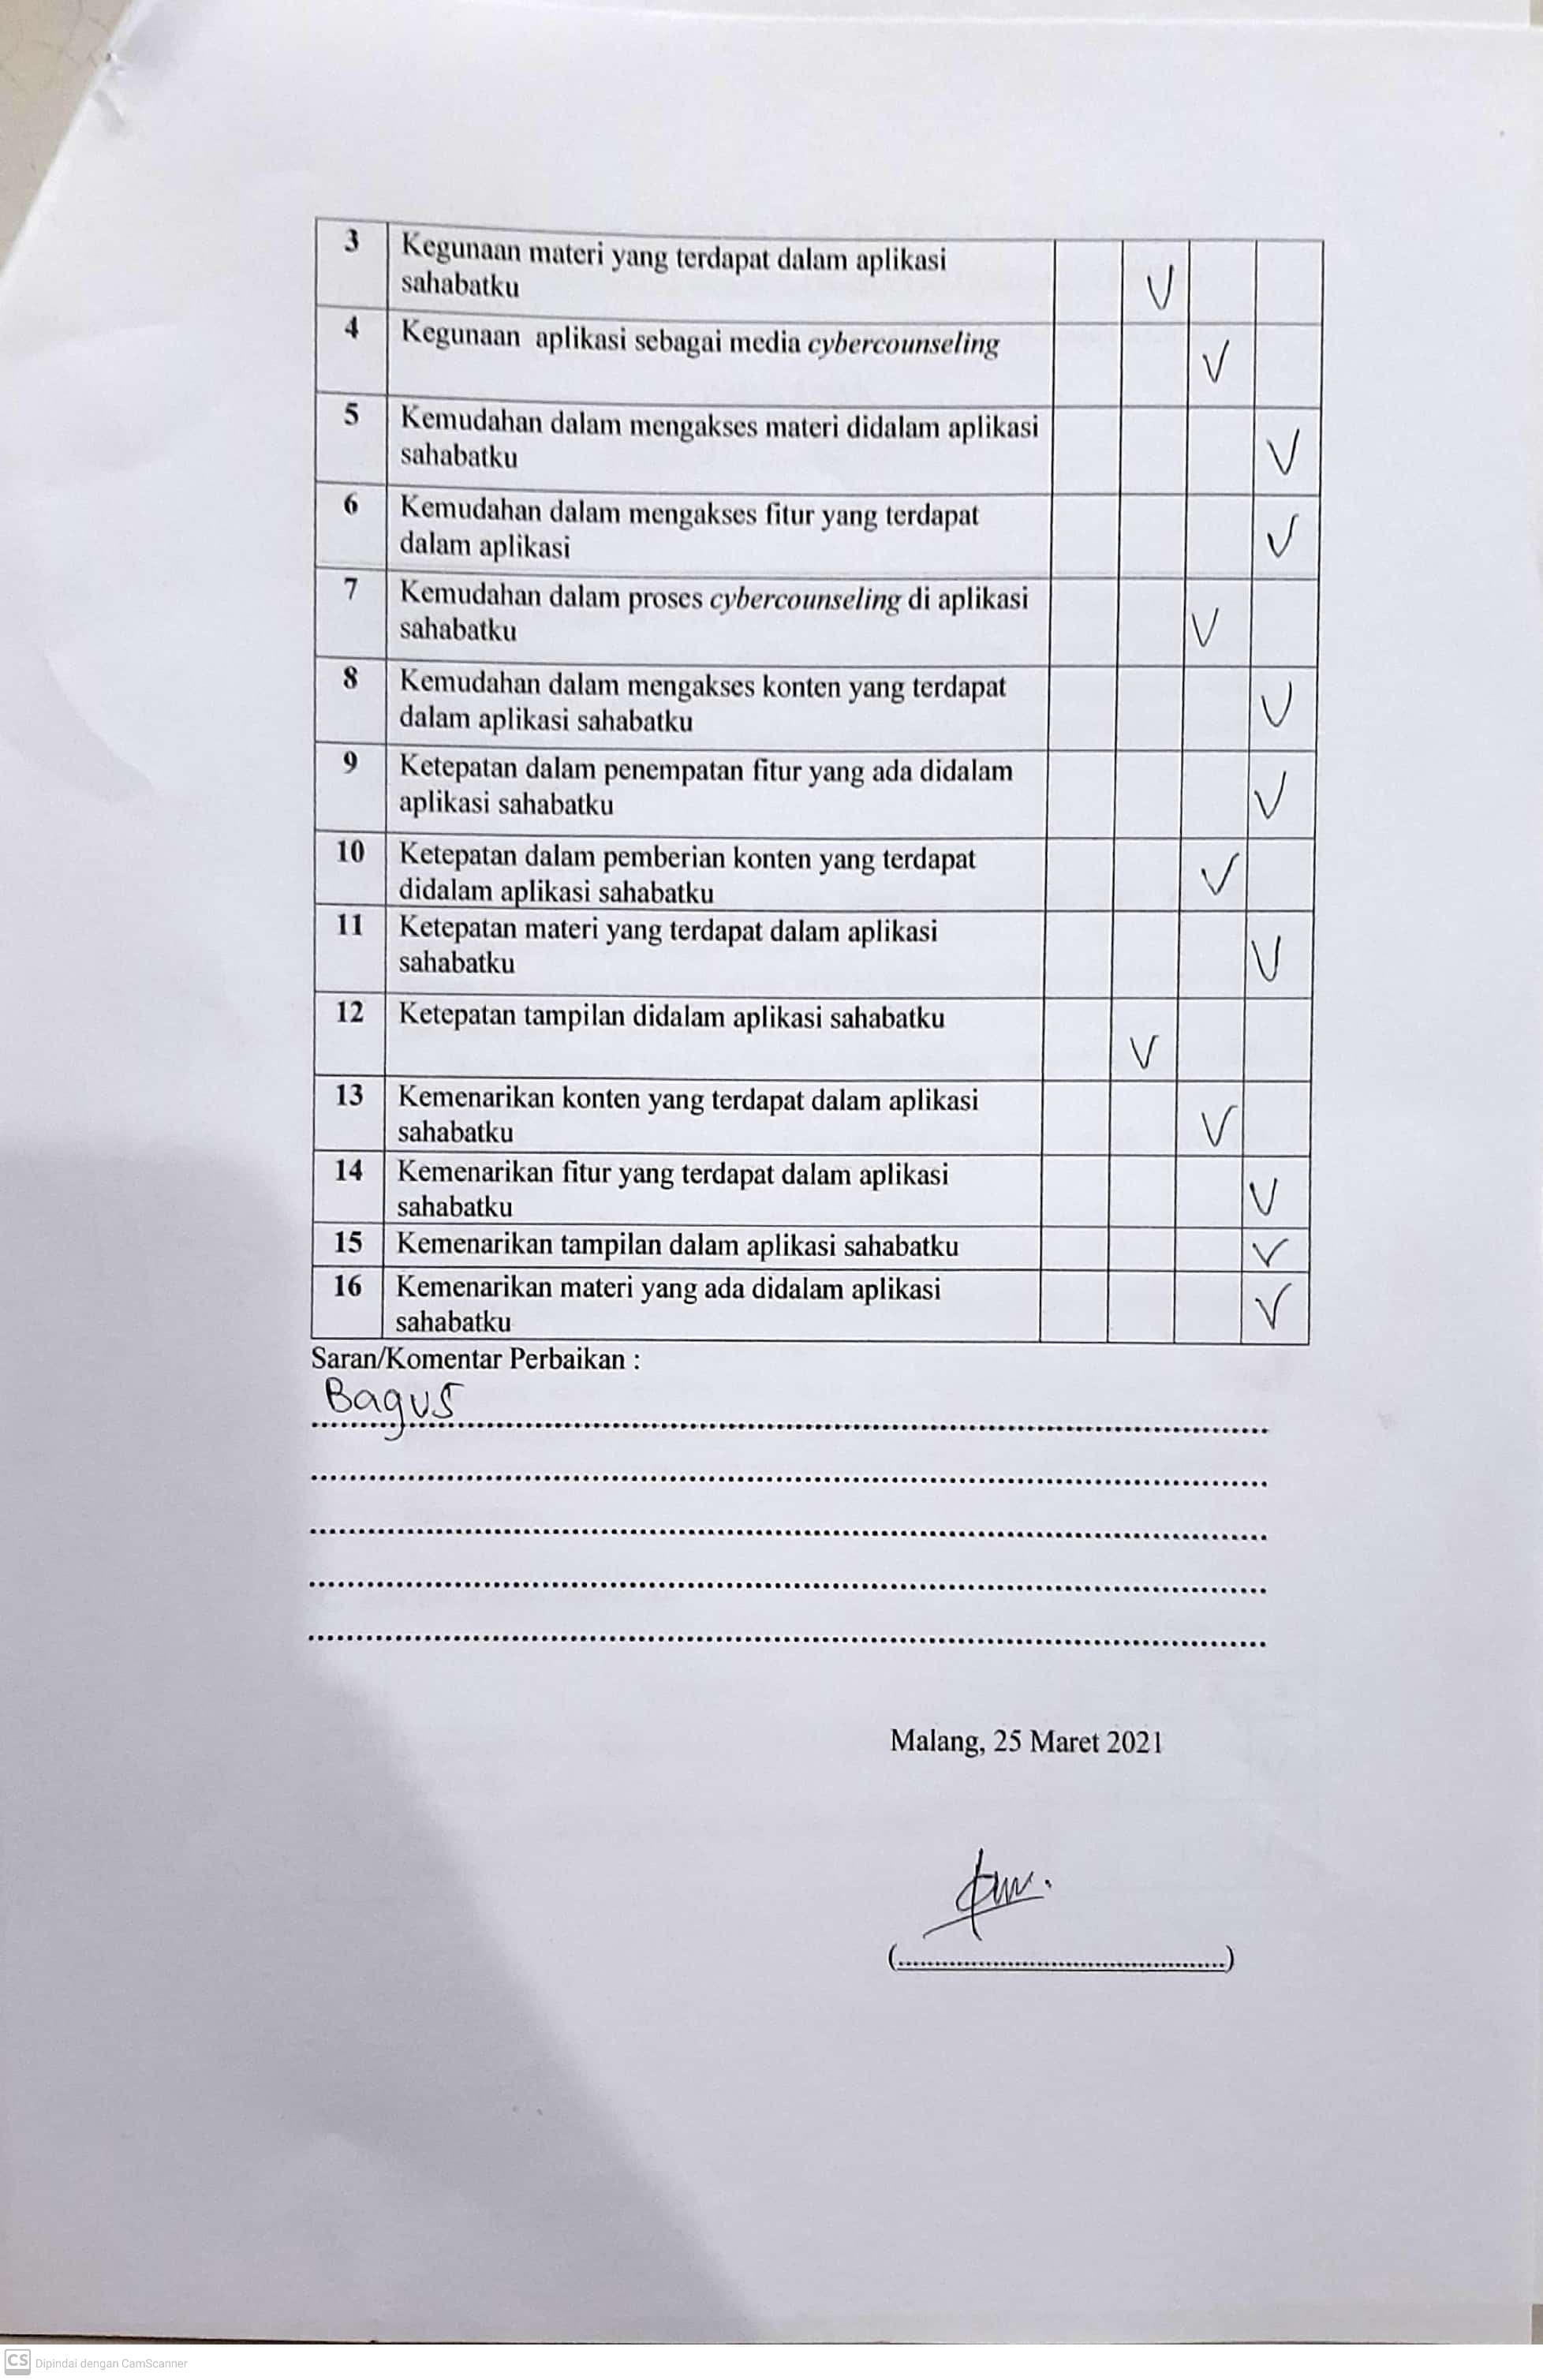 3 Kegunaan materi yang terdapat dalam aplikasi
sahabatku V
4 Kegunaan aplikasi sebagai media cybercounseling V
5 Kemudahan dalam mengakses materi didalam aplikasi
sahabatku V
6 Kemudahan dalam mengakses fitur yang terdapat
dalam aplikasi V
7 Kemudahan dalam proses cybercounseling di aplikasi
sahabatku V
8 Kemudahan dalam mengakses konten yang terdapat
dalam aplikasi sahabatku V
9 Ketepatan dalam penempatan fitur yang ada didalam
aplikasi sahabatku V
10 Ketepatan dalam pemberian konten yang terdapat
didalam aplikasi sahabatku V
11 Ketepatan materi yang terdapat dalam aplikasi
sahabatku V
12 Ketepatan tampilan didalam aplikasi sahabatku V
13 Kemenarikan konten yang terdapat dalam aplikasi
sahabatku V
14 Kemenarikan fitur yang terdapat dalam aplikasi
sahabatku V
15 Kemenarikan tampilan dalam aplikasi sahabatku V
16 Kemenarikan materi yang ada didalam aplikasi
sahabatku V
Saran/Komentar Perbaikan :
Bagus
Malang, 25 Maret 2021
CS Dipindai dengan CamScanner